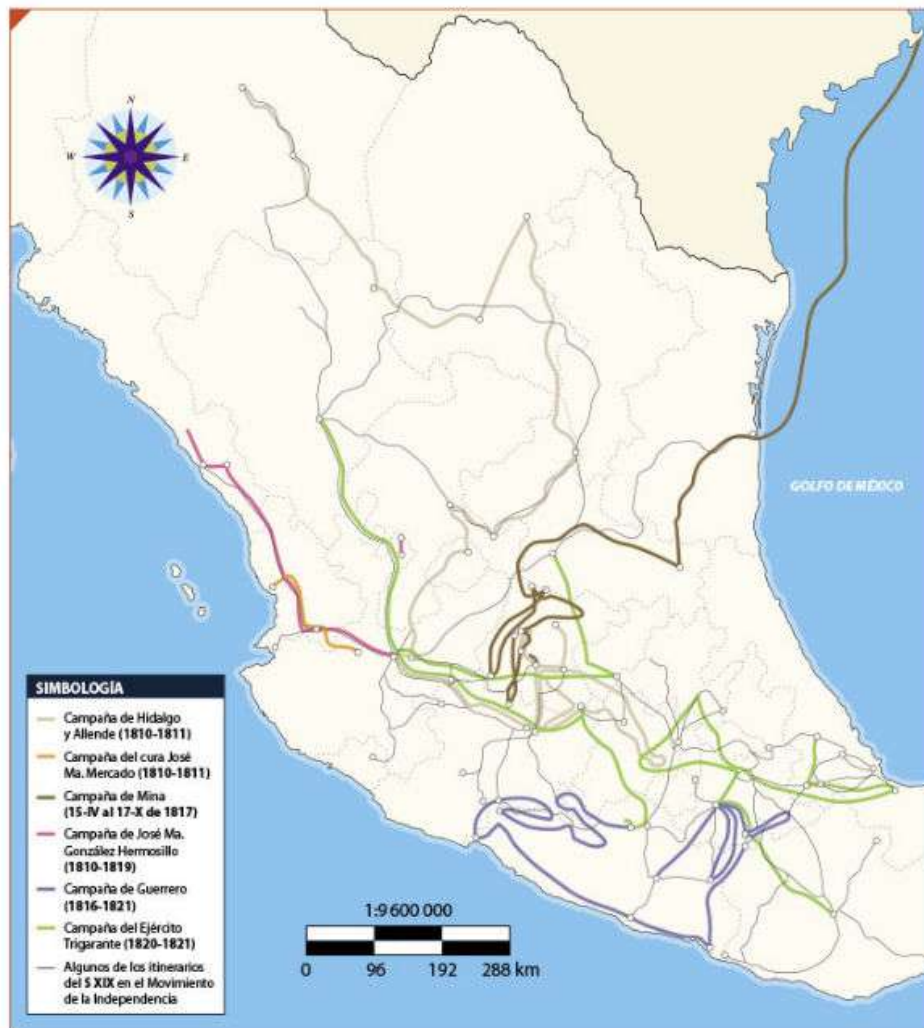 N
W
E
S
GOLFO DE MÉXICO
SIMBOLOGÍA
Campaña de Hidalgo
y Allende (1810-1811)
Campaña del cura José
Ma. Mercado (1810-1811)
Campaña de Mina
(15-IV al 17-X de 1817)
Campaña de José Ma.
González Hermosillo
(1810-1819)
Campaña de Guerrero
(1816-1821)
Campaña del Ejército
Trigarante (1820-1821)
Algunos de los itinerarios
del S XIX en el Movimiento
de la Independencia
1:9 600 000
0 96 192 288 km